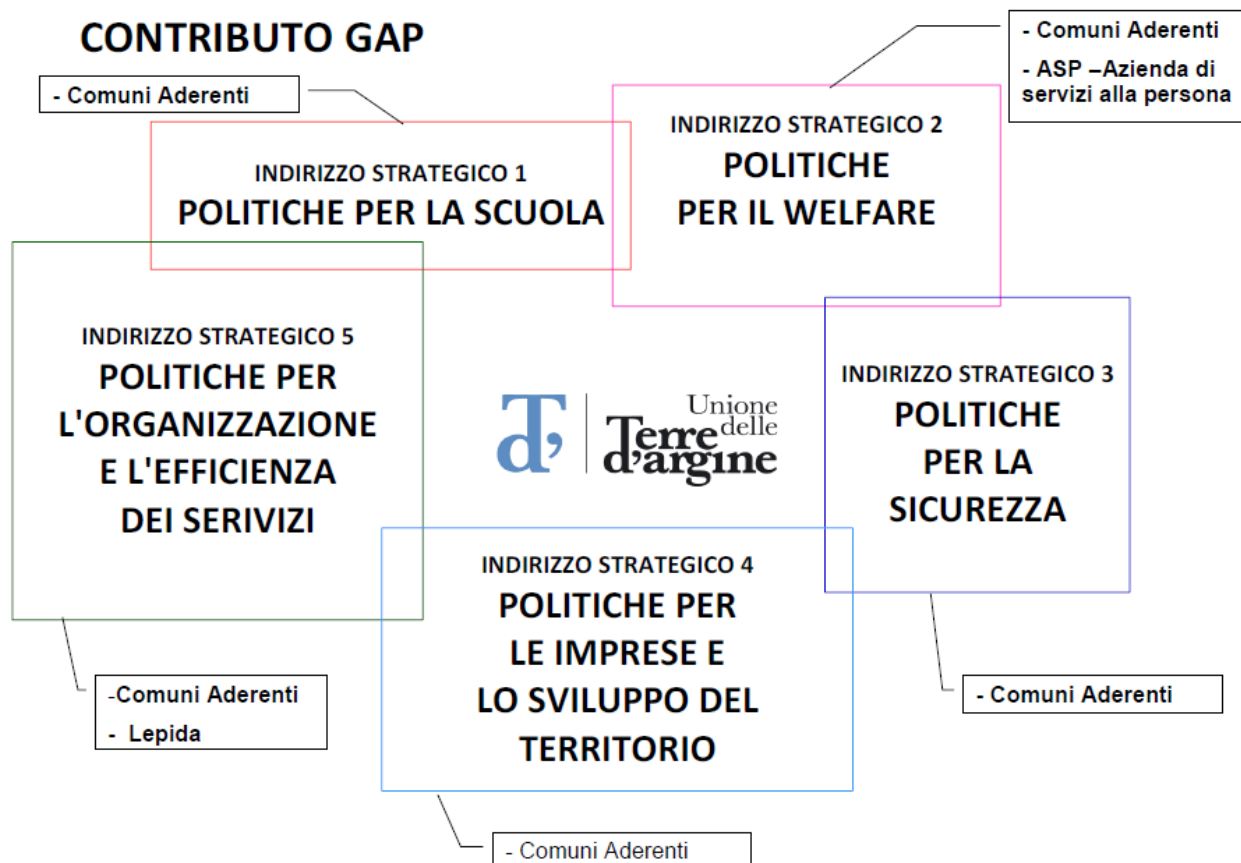 CONTRIBUTO GAP
- Comuni Aderenti
- Comuni Aderenti
- ASP –Azienda di
servizi alla persona
INDIRIZZO STRATEGICO 1
POLITICHE PER LA SCUOLA
INDIRIZZO STRATEGICO 2
POLITICHE
PER IL WELFARE
INDIRIZZO STRATEGICO 5
POLITICHE PER
L'ORGANIZZAZIONE
E L'EFFICIENZA
DEI SERIVIZI
Td'
Unione
delle
Terre
d'argine
INDIRIZZO STRATEGICO 3
POLITICHE
PER LA
SICUREZZA
INDIRIZZO STRATEGICO 4
POLITICHE PER
LE IMPRESE E
LO SVILUPPO DEL
TERRITORIO
-Comuni Aderenti
- Lepida
- Comuni Aderenti
- Comuni Aderenti